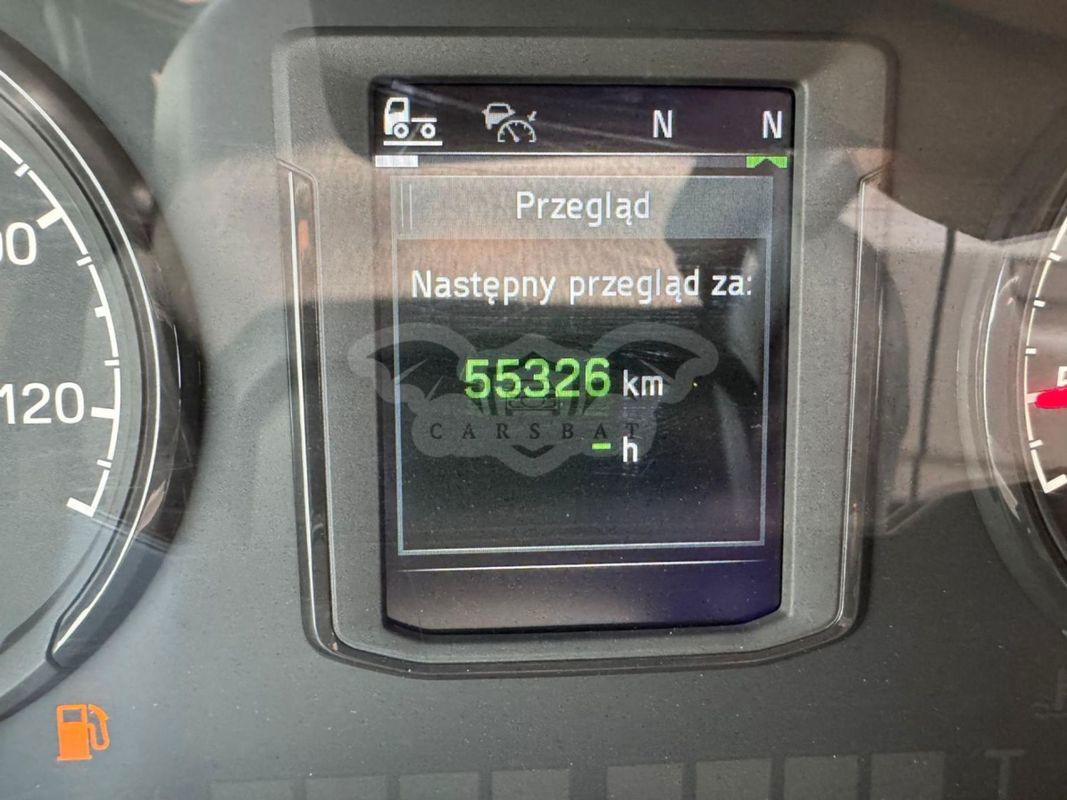 N N
Przegląd
Następny przegląd za:
55326 km
CARSBAT
- h
120